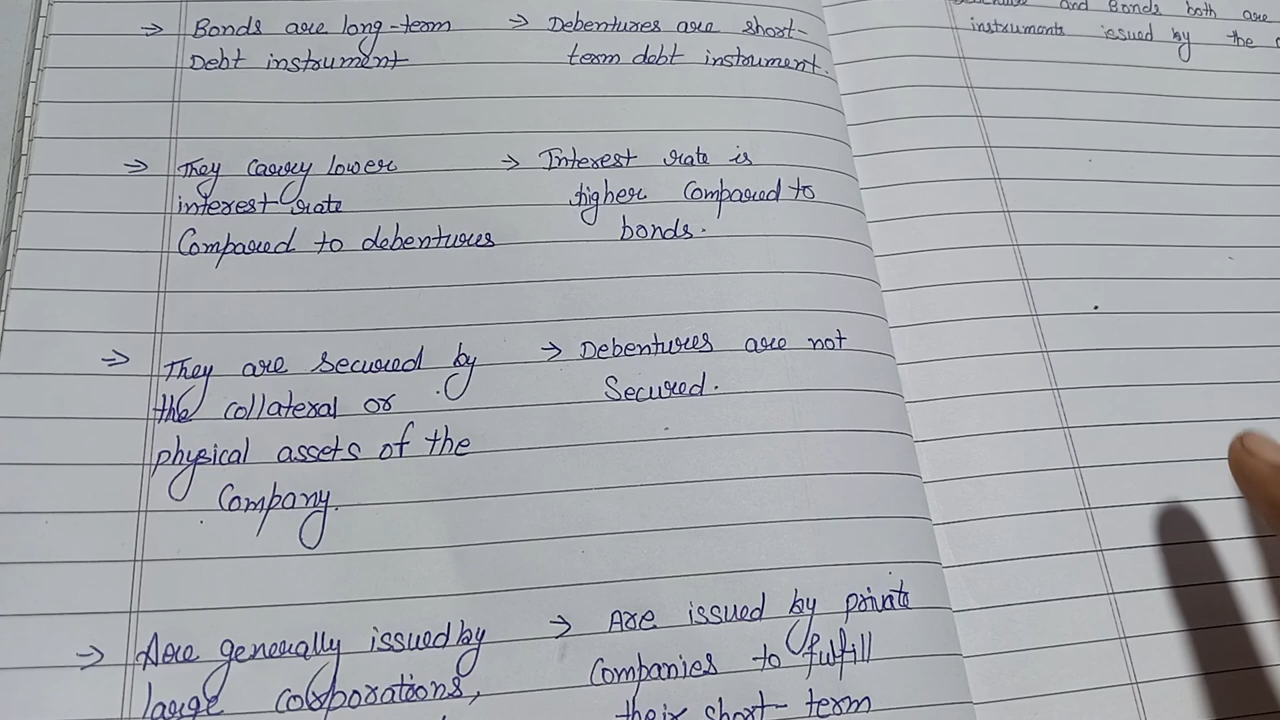 → Bonds are long-term
Debt instrument
→ They carry lower
interest rate
Compared to debentures
→ They are secured by
the collateral or
physical assets of the
Company.
→ Are generally issued by
large corporations,
→ Debentures are short-
term debt instrument.
→ Interest rate is
higher compared to
bonds.
→ Debentures are not
Secured.
→ Are issued by private
Companies to fulfill
their short-term
and Bonds both are
instruments issued by the